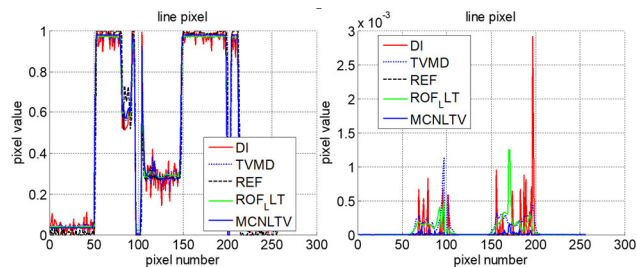 line pixel
pixel value
1
0.8
0.6
0.4
0.2
0
0 50 100 150 200 250 300
pixel number
DI
TVMD
REF
ROF_LLT
MCNLTV
line pixel
x 10^-3
pixel value
3
2.5
2
1.5
1
0.5
0
0 50 100 150 200 250 300
pixel number
DI
TVMD
REF
ROF_LLT
MCNLTV